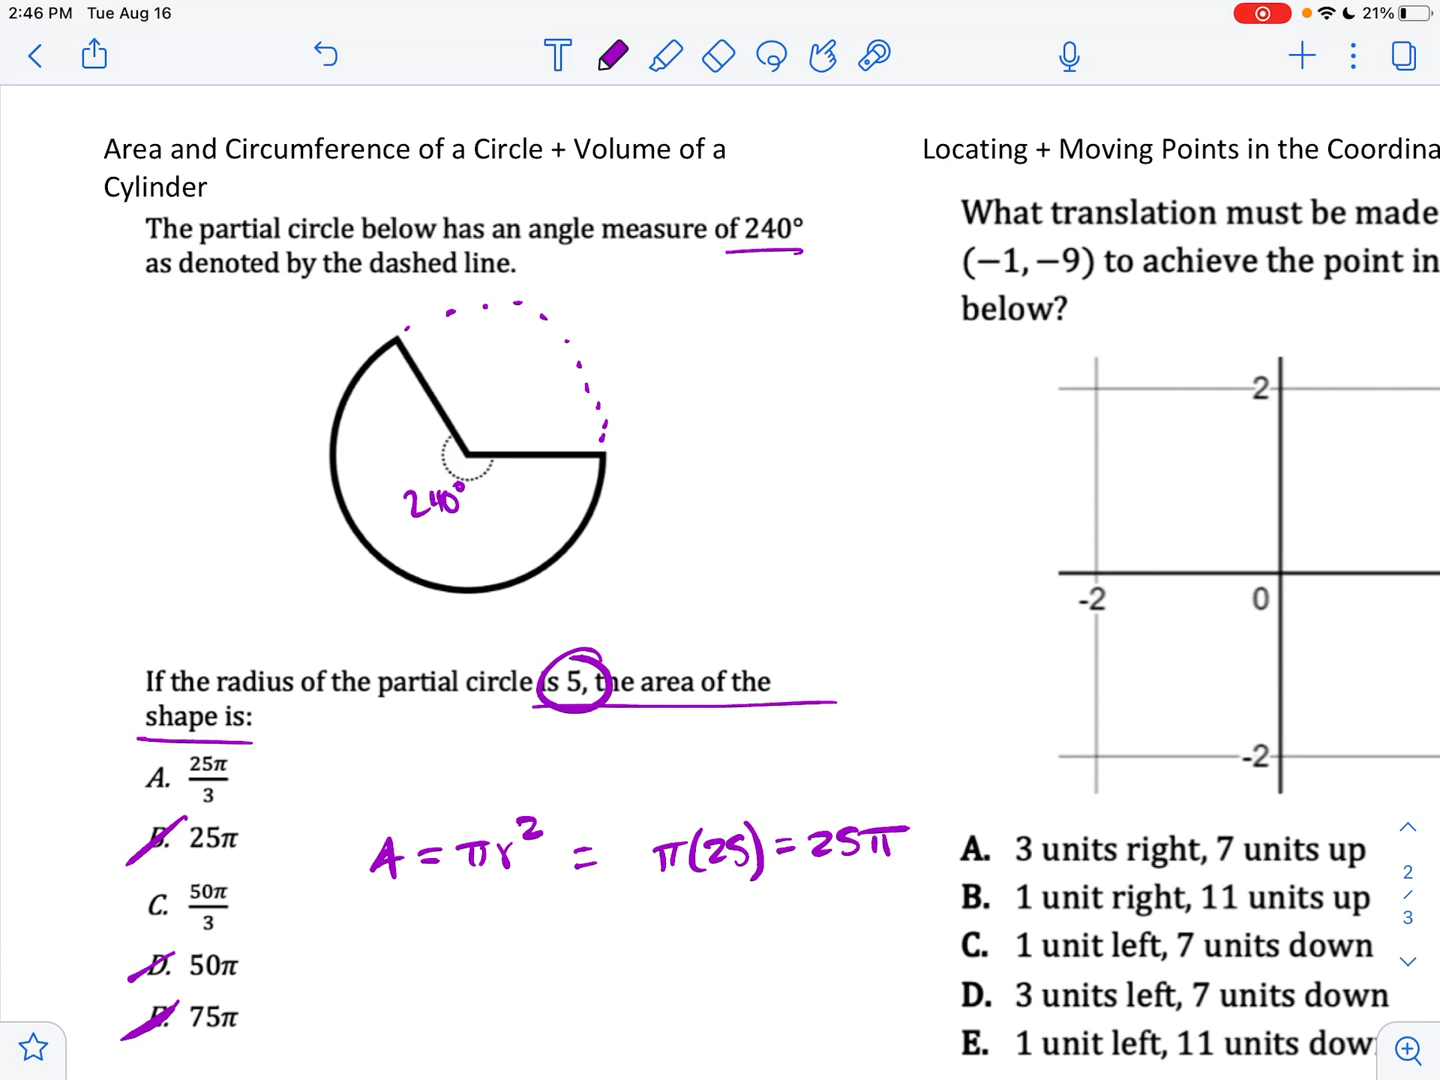 2:46 PM Tue Aug 16
21%
T
Area and Circumference of a Circle + Volume of a
Cylinder
The partial circle below has an angle measure of 240°
as denoted by the dashed line.
240°
If the radius of the partial circle is 5, the area of the
shape is:
A. 25π/3
B. 25π
C. 50π/3
D. 50π
E. 75π
A = πr² = π(25) = 25π
Locating + Moving Points in the Coordina
What translation must be made
(−1, −9) to achieve the point in
below?
2
-2
0
-2
A. 3 units right, 7 units up
B. 1 unit right, 11 units up
C. 1 unit left, 7 units down
D. 3 units left, 7 units down
E. 1 unit left, 11 units dow
2
/
3